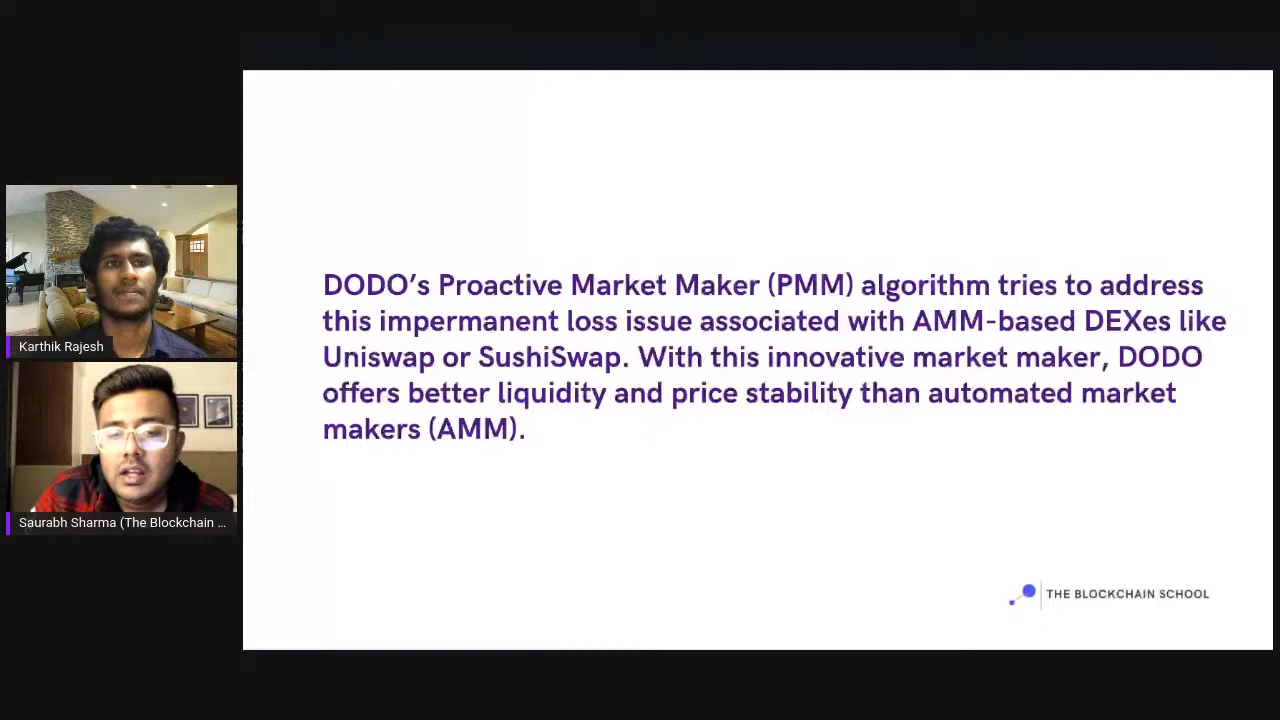 Karthik Rajesh
Saurabh Sharma (The Blockchain ...
DODO’s Proactive Market Maker (PMM) algorithm tries to address
this impermanent loss issue associated with AMM-based DEXes like
Uniswap or SushiSwap. With this innovative market maker, DODO
offers better liquidity and price stability than automated market
makers (AMM).
THE BLOCKCHAIN SCHOOL